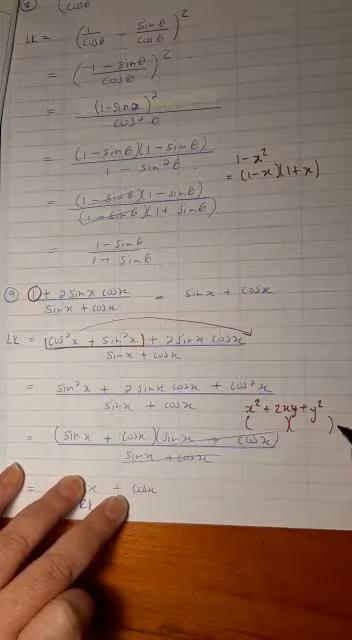 ⑧
cosθ
LK = (1/cosθ - sinθ/cosθ)²
= ((1 - sinθ)/cosθ)²
= (1-sinθ)²/cos²θ
= (1-sinθ)(1-sinθ)/(1 - sin²θ)
1-x²
= (1-x)(1+x)
= (1-sinθ)(1-sinθ)/((1-sinθ)(1+sinθ))
= (1-sinθ)/(1+sinθ)
⑨ (1 + 2sinx cosx)/(sinx + cosx) = sinx + cosx
LK = (cos²x + sin²x + 2sinx cosx)/(sinx + cosx)
= (sin²x + 2sinx cosx + cos²x)/(sinx + cosx)
x² + 2xy + y²
( )( )
= (sinx + cosx)(sinx + cosx)/(sinx + cosx)
= x + cosx